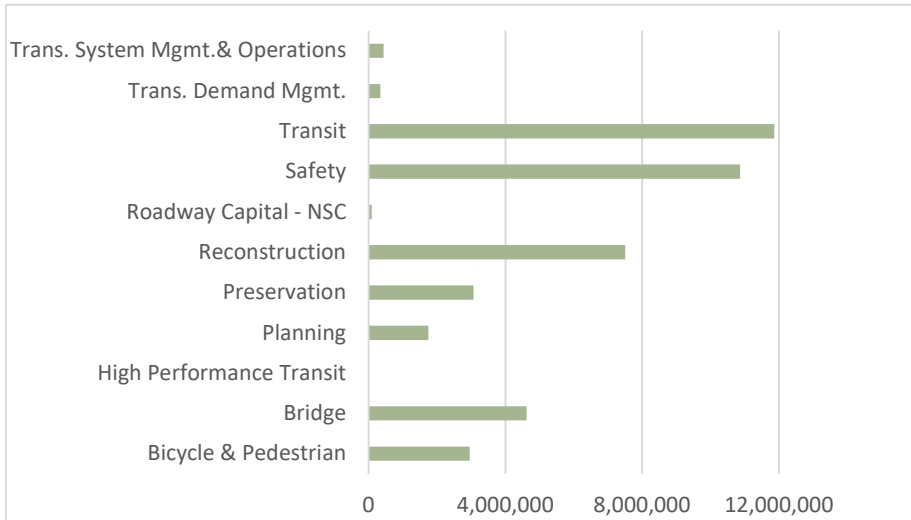 Trans. System Mgmt.& Operations
Trans. Demand Mgmt.
Transit
Safety
Roadway Capital - NSC
Reconstruction
Preservation
Planning
High Performance Transit
Bridge
Bicycle & Pedestrian
0 4,000,000 8,000,000 12,000,000